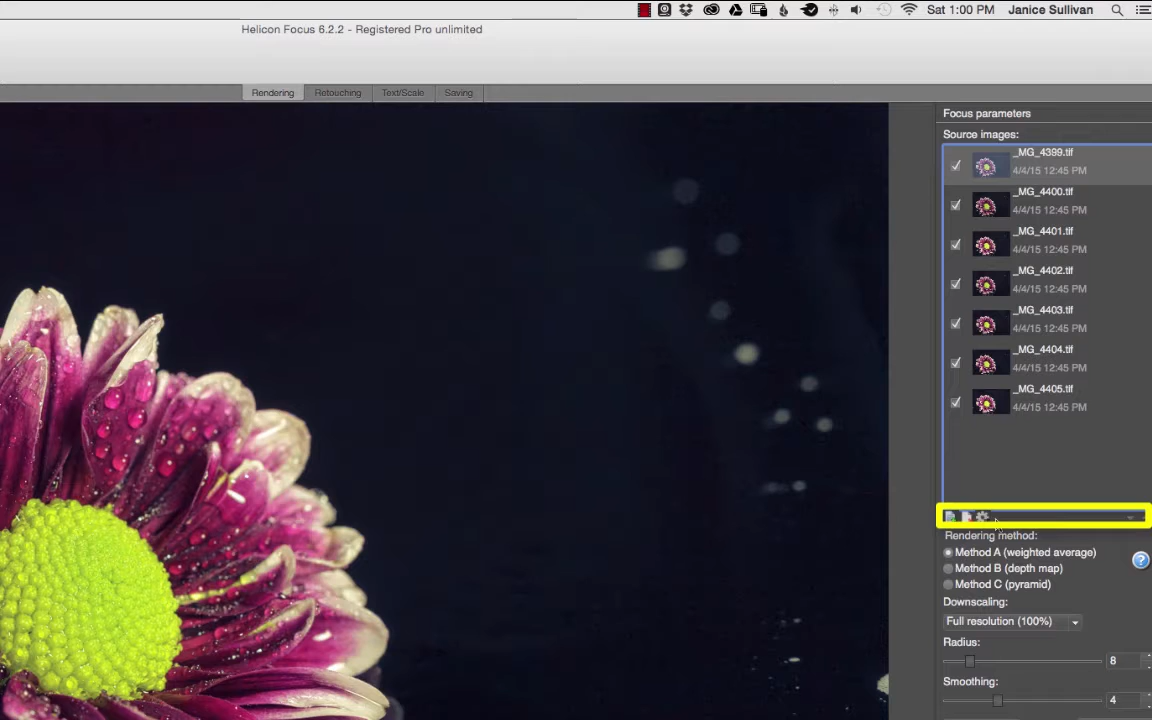 Sat 1:00 PM Janice Sullivan
Helicon Focus 6.2.2 - Registered Pro unlimited
Rendering Retouching Text/Scale Saving
Focus parameters
Source images:
_MG_4399.tif
4/4/15 12:45 PM
_MG_4400.tif
4/4/15 12:45 PM
_MG_4401.tif
4/4/15 12:45 PM
_MG_4402.tif
4/4/15 12:45 PM
_MG_4403.tif
4/4/15 12:45 PM
_MG_4404.tif
4/4/15 12:45 PM
_MG_4405.tif
4/4/15 12:45 PM
Rendering method:
Method A (weighted average)
Method B (depth map)
Method C (pyramid)
Downscaling:
Full resolution (100%)
Radius:
8
Smoothing:
4